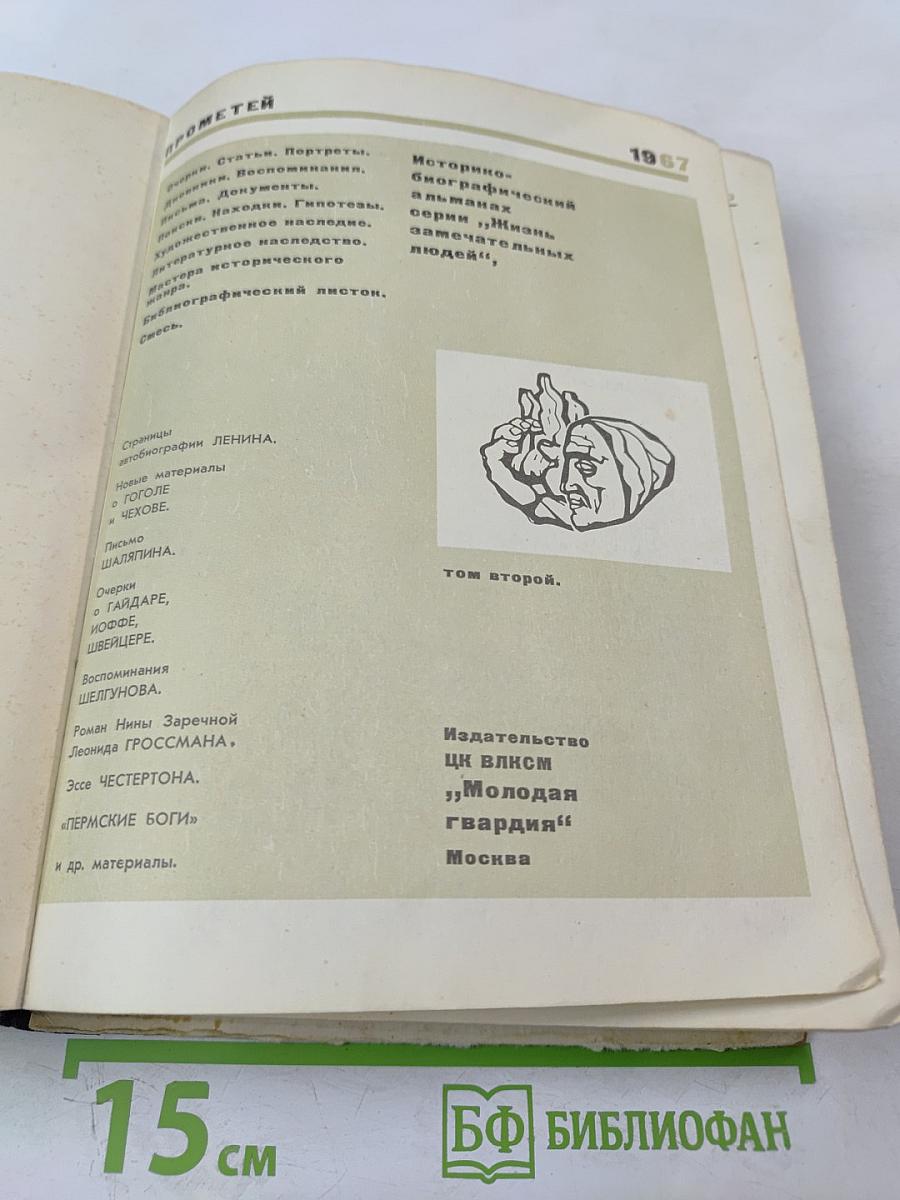 ПРОМЕТЕЙ
1967
Очерки. Статьи. Портреты.
Дневники. Воспоминания.
Письма. Документы.
Поиски. Находки. Гипотезы.
Художественное наследие.
Литературное наследство.
Мастера исторического
жанра.
Библиографический листок.
Смесь.
Историко-
биографический
альманах
серии „Жизнь
замечательных
людей“,
Страницы
автобиографии ЛЕНИНА.
Новые материалы
о ГОГОЛЕ
и ЧЕХОВЕ.
Письмо
ШАЛЯПИНА.
Очерки
о ГАЙДАРЕ,
ИОФФЕ,
ШВЕЙЦЕРЕ.
Воспоминания
ШЕЛГУНОВА.
Роман Нины Заречной
Леонида ГРОССМАНА.
Эссе ЧЕСТЕРТОНА.
«ПЕРМСКИЕ БОГИ»
и др. материалы.
том второй.
Издательство
ЦК ВЛКСМ
„Молодая
гвардия“
Москва
15 см
БФ БИБЛИОФАН